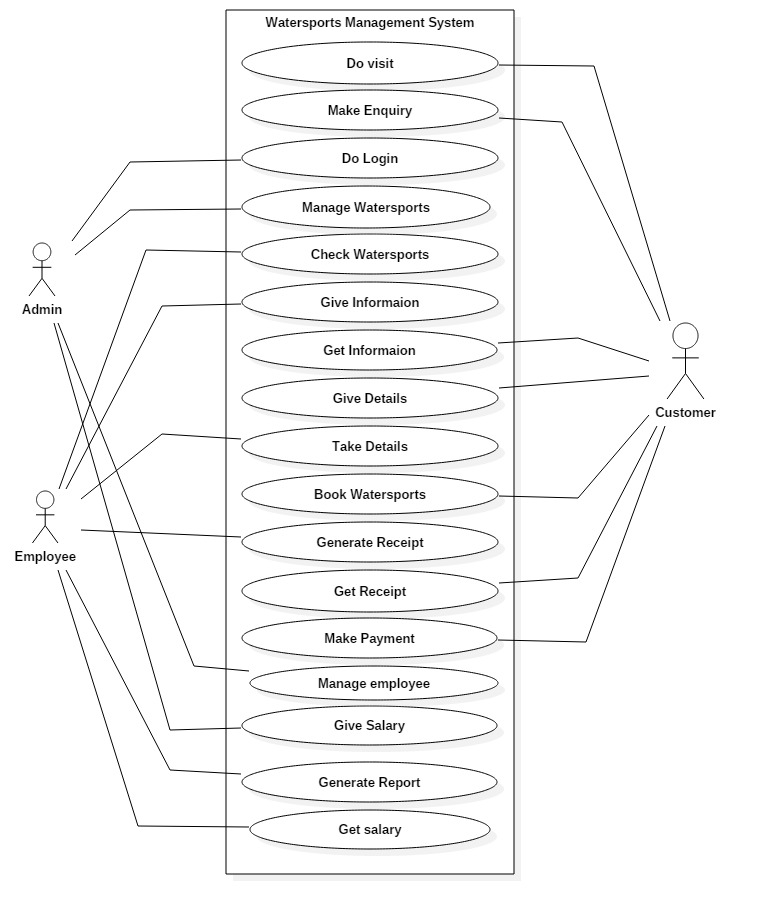 Watersports Management System
Do visit
Make Enquiry
Do Login
Manage Watersports
Check Watersports
Give Informaion
Admin
Get Informaion
Give Details
Customer
Take Details
Book Watersports
Generate Receipt
Employee
Get Receipt
Make Payment
Manage employee
Give Salary
Generate Report
Get salary